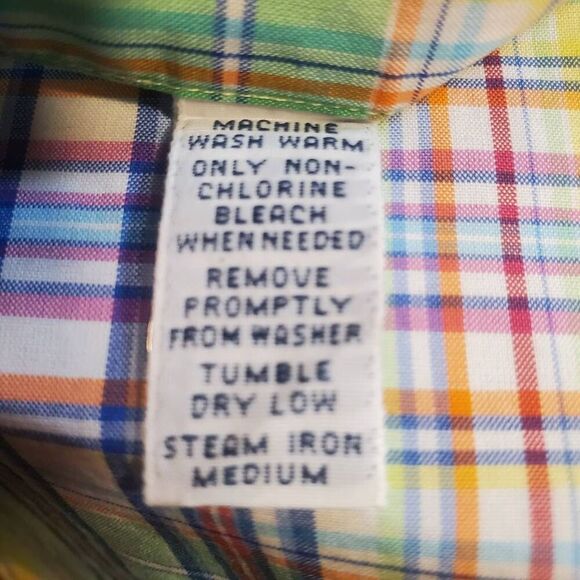 MACHINE
WASH WARM
ONLY NON-
CHLORINE
BLEACH
WHEN NEEDED
REMOVE
PROMPTLY
FROM WASHER
TUMBLE
DRY LOW
STEAM IRON
MEDIUM